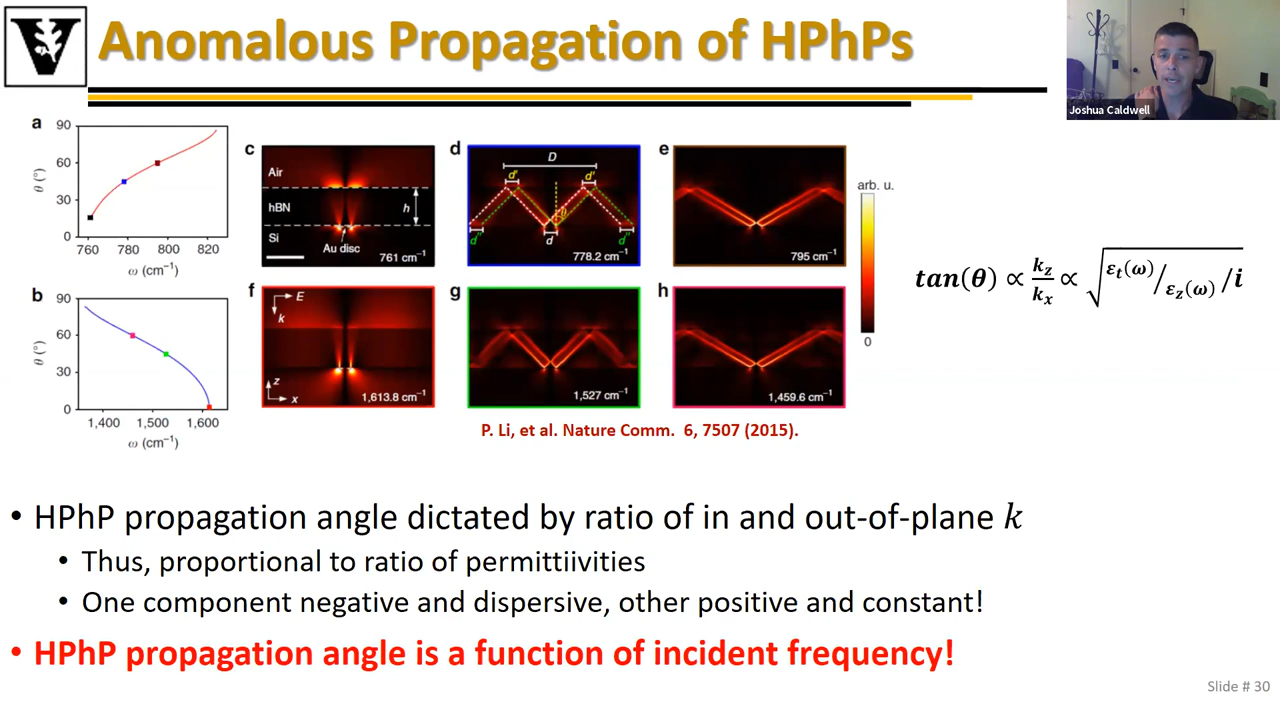 Anomalous Propagation of HPhPs
Joshua Caldwell
a
90
60
30
0
θ (°)
760 780 800 820
ω (cm⁻¹)
b
90
60
30
0
θ (°)
1,400 1,500 1,600
ω (cm⁻¹)
c
Air
hBN
h
Si
Au disc
761 cm⁻¹
d
D
d' d'
θ
d'' d d''
778.2 cm⁻¹
e
795 cm⁻¹
f
E
k
z
x
1,613.8 cm⁻¹
g
1,527 cm⁻¹
h
1,459.6 cm⁻¹
arb. u.
0
tan(θ) ∝ k_z/k_x ∝ √(ε_t(ω)/ε_z(ω)/i
P. Li, et al. Nature Comm. 6, 7507 (2015).
• HPhP propagation angle dictated by ratio of in and out-of-plane k
• Thus, proportional to ratio of permittiivities
• One component negative and dispersive, other positive and constant!
• HPhP propagation angle is a function of incident frequency!
Slide # 30